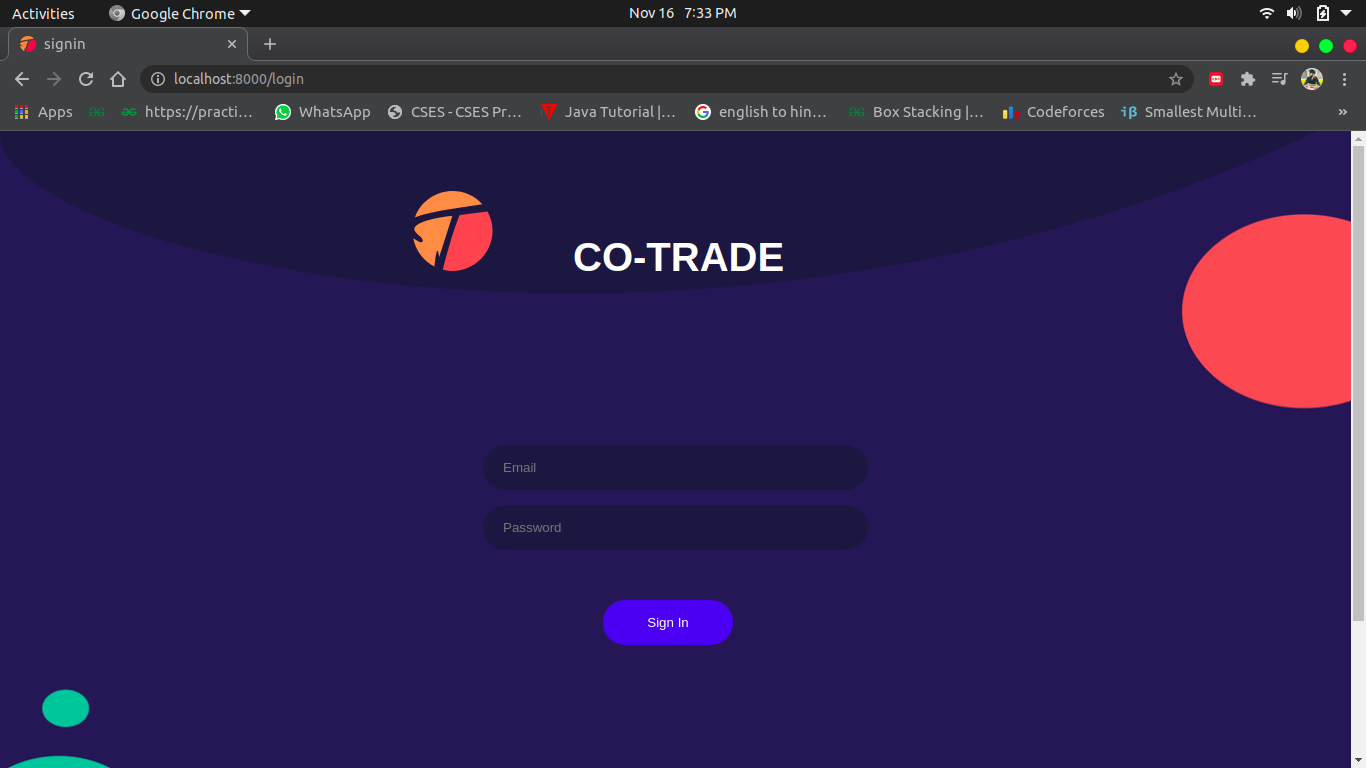 Activities Google Chrome Nov 16 7:33 PM
signin
localhost:8000/login
Apps https://practi... WhatsApp CSES - CSES Pr... Java Tutorial |... english to hin... Box Stacking |... Codeforces Smallest Multi... »
CO-TRADE
Email
Password
Sign In